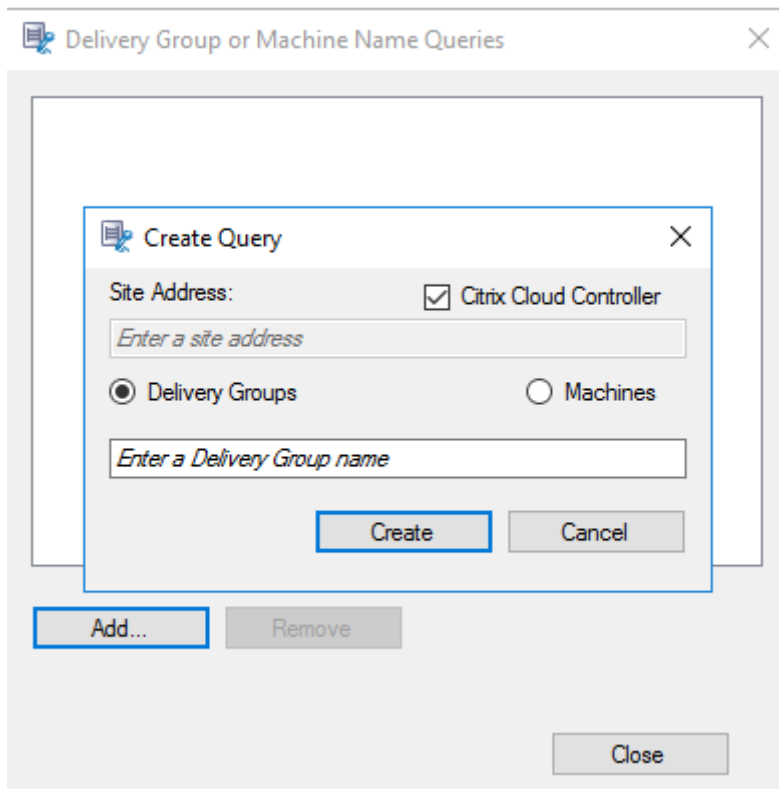 Delivery Group or Machine Name Queries
Create Query
Site Address: Citrix Cloud Controller
Enter a site address
Delivery Groups Machines
Enter a Delivery Group name
Create Cancel
Add... Remove
Close